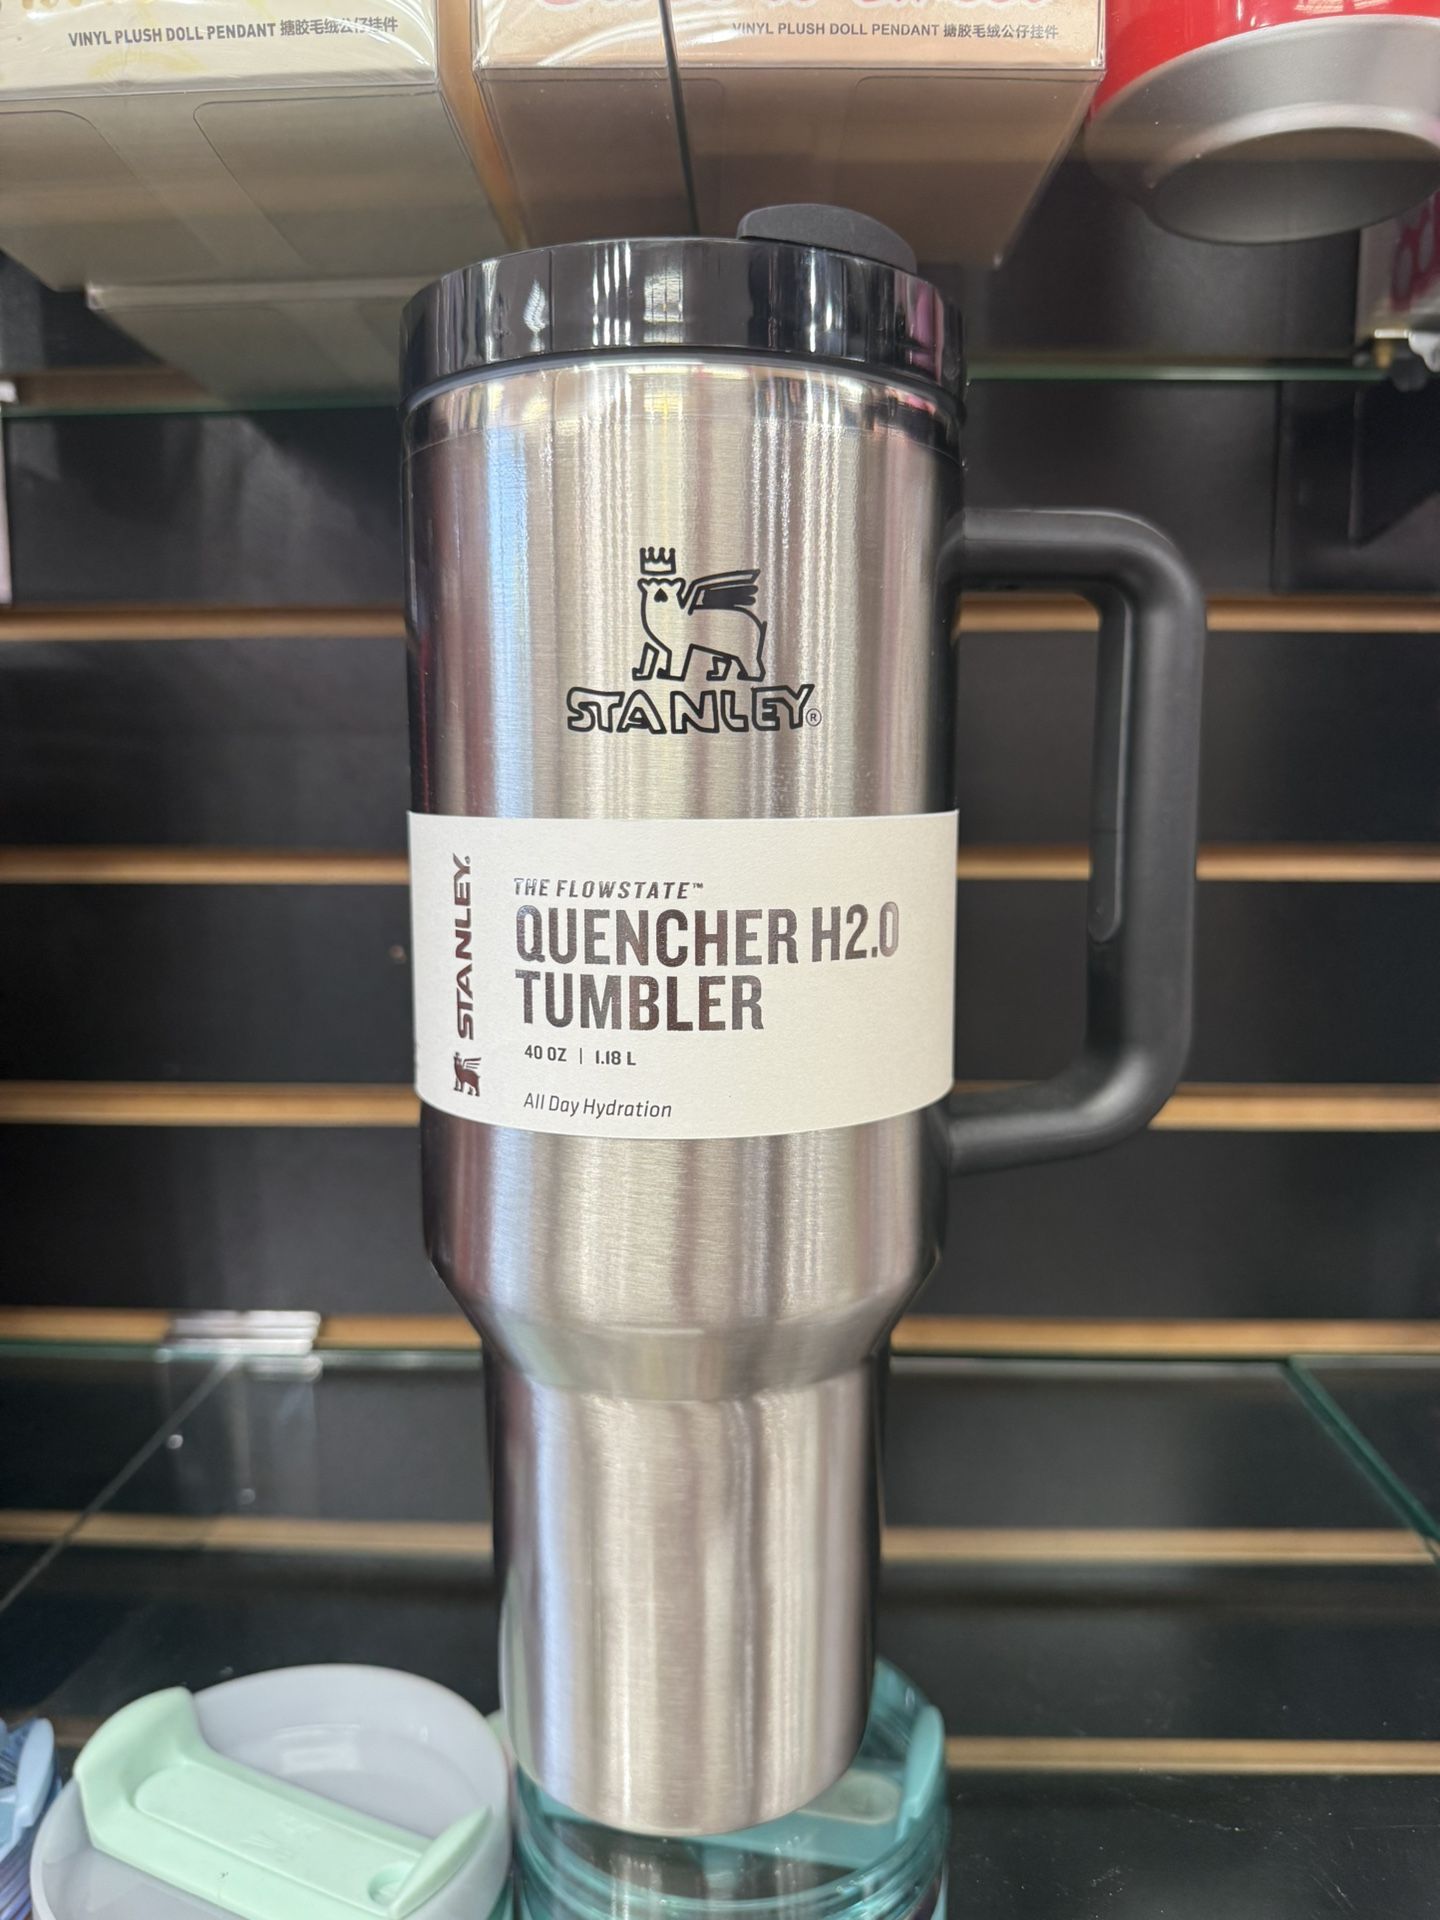 VINYL PLUSH DOLL PENDANT 搪胶毛绒公仔挂件
VINYL PLUSH DOLL PENDANT 搪胶毛绒公仔挂件
STANLEY®
STANLEY®
THE FLOWSTATE™
QUENCHER H2.0
TUMBLER
40 OZ | 1.18 L
All Day Hydration